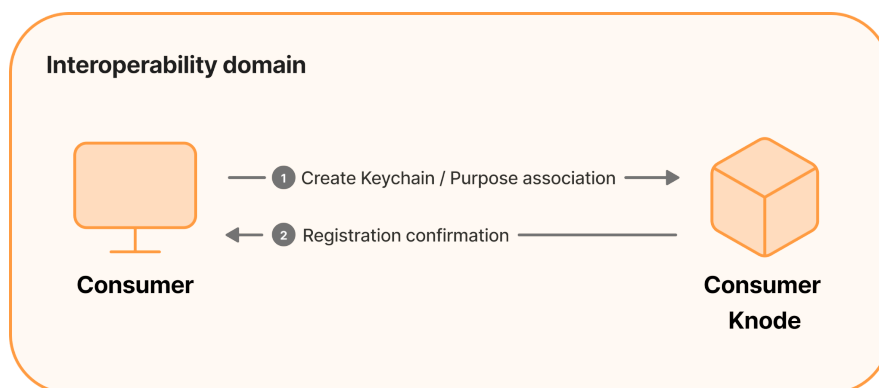 Interoperability domain
1 Create Keychain / Purpose association
2 Registration confirmation
Consumer
Consumer
Knode